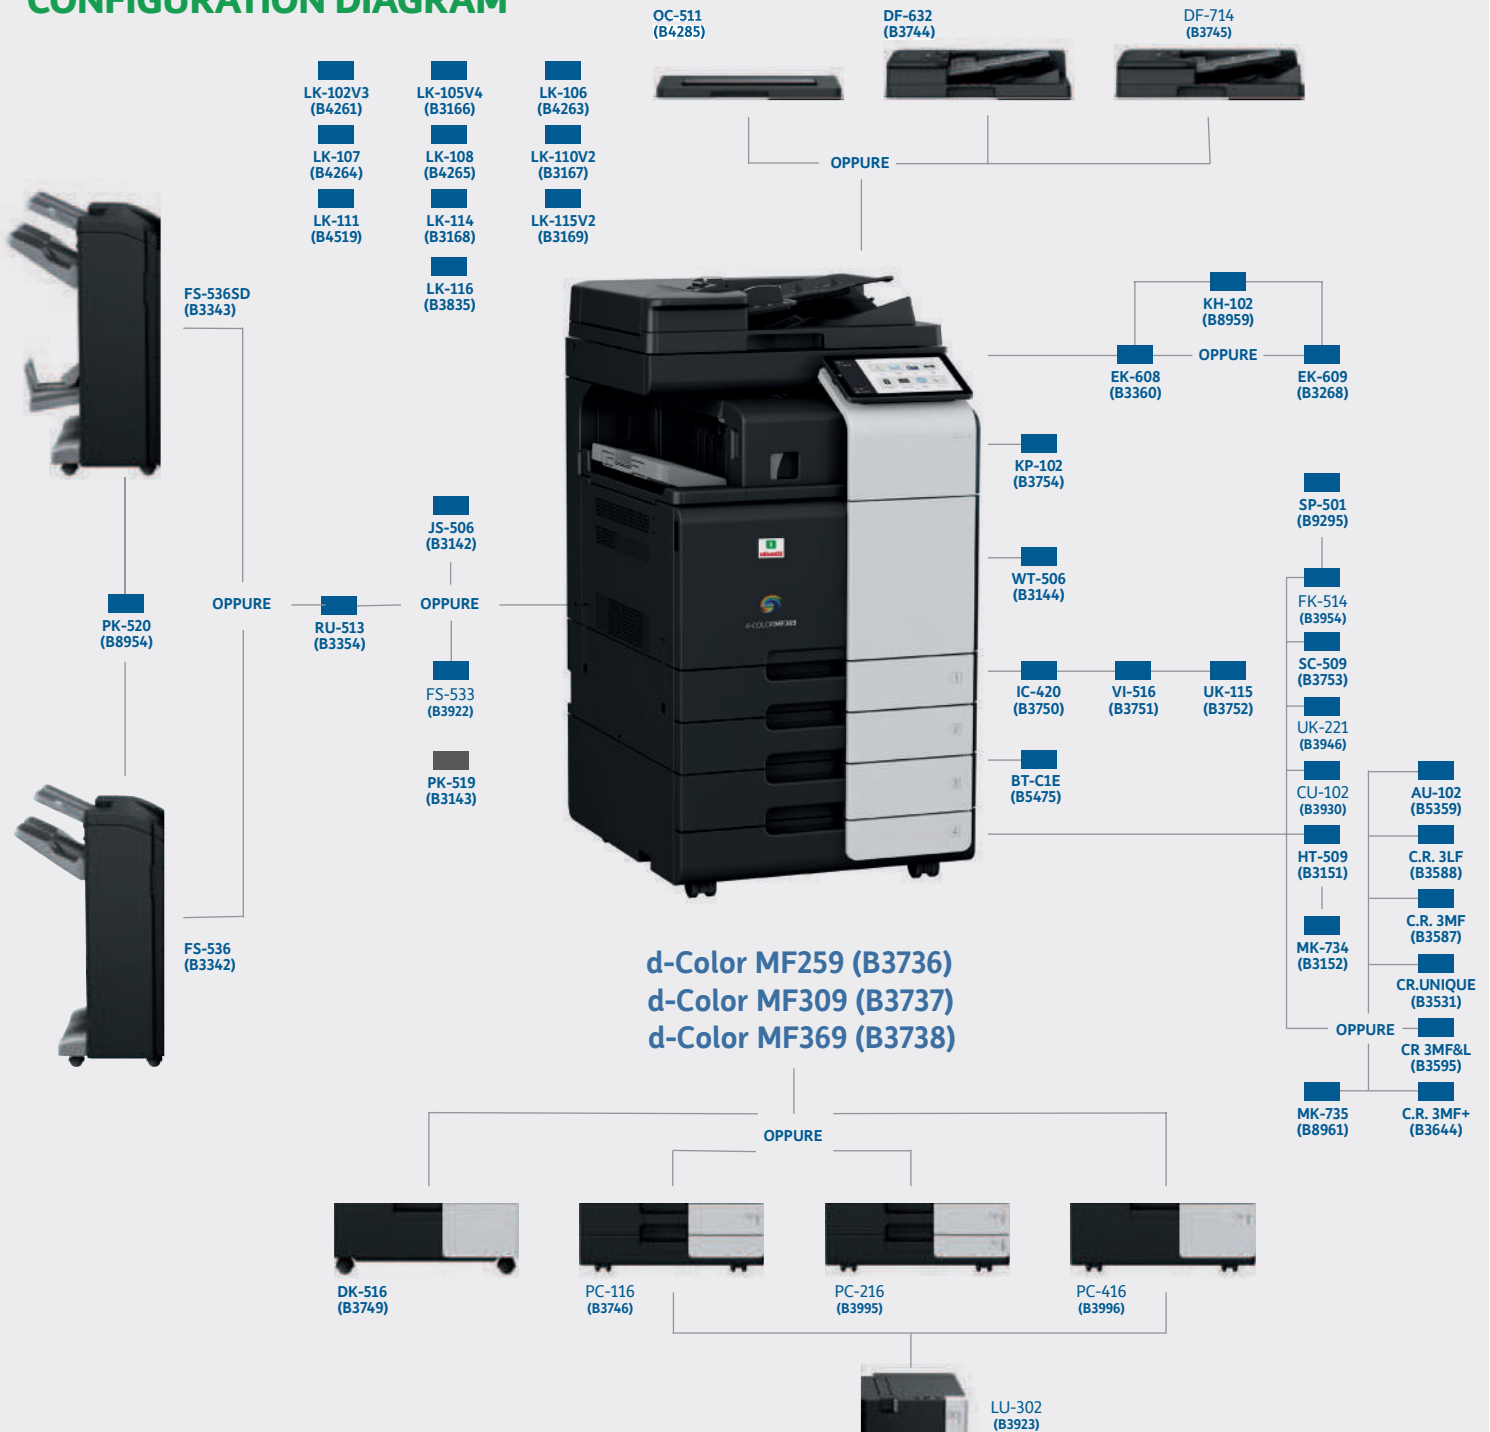 CONFIGURATION DIAGRAM
OC-511
(B4285)
DF-632
(B3744)
DF-714
(B3745)
LK-102V3
(B4261)
LK-105V4
(B3166)
LK-106
(B4263)
LK-107
(B4264)
LK-108
(B4265)
LK-110V2
(B3167)
OPPURE
LK-111
(B4519)
LK-114
(B3168)
LK-115V2
(B3169)
LK-116
(B3835)
FS-536SD
(B3343)
KH-102
(B8959)
OPPURE
EK-608
(B3360)
EK-609
(B3268)
KP-102
(B3754)
SP-501
(B9295)
JS-506
(B3142)
WT-506
(B3144)
FK-514
(B3954)
PK-520
(B8954)
OPPURE
RU-513
(B3354)
OPPURE
d-COLORMF369
SC-509
(B3753)
FS-533
(B3922)
1
IC-420
(B3750)
VI-516
(B3751)
UK-115
(B3752)
2
UK-221
(B3946)
PK-519
(B3143)
3
BT-C1E
(B5475)
CU-102
(B3930)
AU-102
(B5359)
4
HT-509
(B3151)
C.R. 3LF
(B3588)
C.R. 3MF
(B3587)
FS-536
(B3342)
MK-734
(B3152)
d-Color MF259 (B3736)
d-Color MF309 (B3737)
d-Color MF369 (B3738)
CR.UNIQUE
(B3531)
OPPURE
CR 3MF&L
(B3595)
MK-735
(B8961)
C.R. 3MF+
(B3644)
OPPURE
DK-516
(B3749)
PC-116
(B3746)
PC-216
(B3995)
PC-416
(B3996)
LU-302
(B3923)